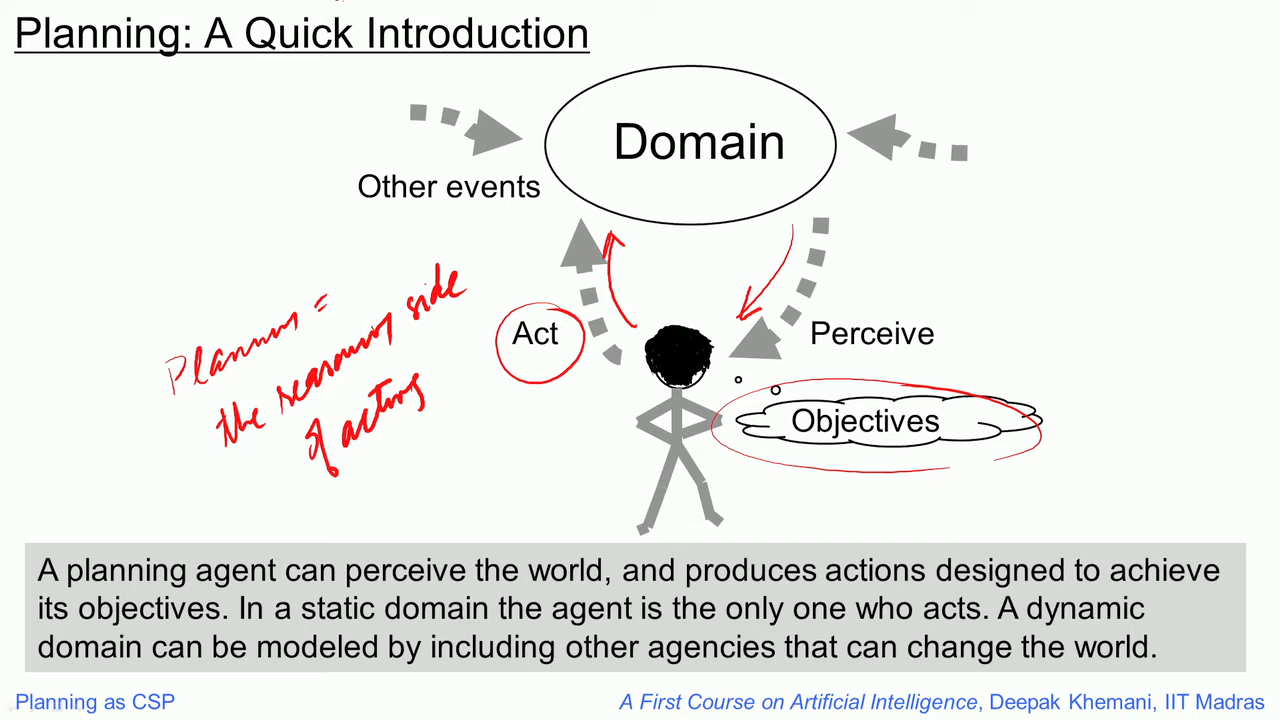 Planning: A Quick Introduction
Domain
Other events
Act
Perceive
Objectives
Planning =
the reasoning side
of acting
A planning agent can perceive the world, and produces actions designed to achieve
its objectives. In a static domain the agent is the only one who acts. A dynamic
domain can be modeled by including other agencies that can change the world.
Planning as CSP
A First Course on Artificial Intelligence, Deepak Khemani, IIT Madras